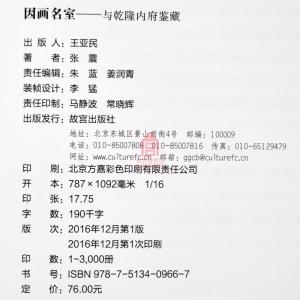 因画名室——与乾隆内府鉴藏
出 版 人：王亚民
著 者：张 震
责任编辑：朱 蓝 姜润青
装帧设计：李 猛
责任印制：马静波 常晓辉
出版发行：故宫出版社
地址：北京东城区景山前街4号 邮编：100009
电话：010-85007808 010-85007816 传真：010-65129479
网址：www.culturefc.cn 邮箱：ggcb@culturefc.cn
印 刷：北京方嘉彩色印刷有限责任公司
开 本：787×1092毫米 1/16
印 张：17.75
字 数：190千字
版 次：2016年12月第1版
2016年12月第1次印刷
印 数：1~3,000册
书 号：ISBN 978-7-5134-0966-7
定 价：76.00元